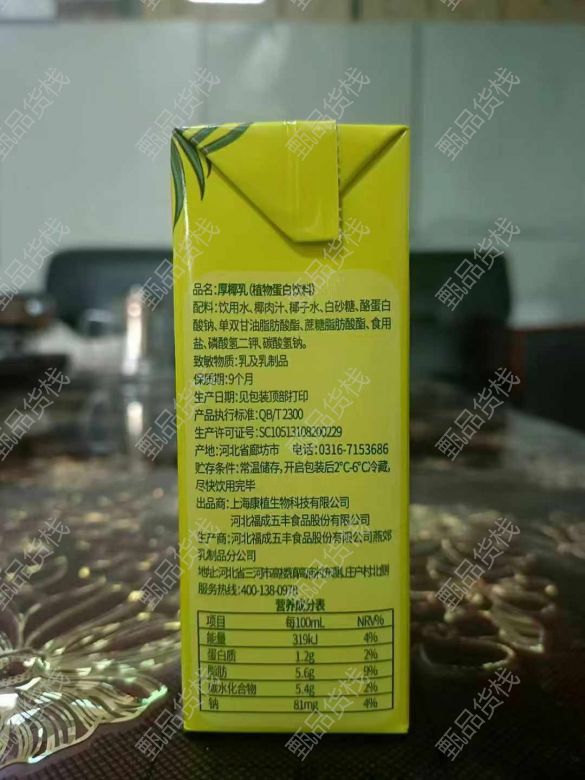 品名:厚椰乳(植物蛋白饮料)
配料:饮用水、椰肉汁、椰子水、白砂糖、酪蛋白
酸钠、单双甘油脂肪酸酯、蔗糖脂肪酸酯、食用
盐、磷酸氢二钾、碳酸氢钠。
致敏物质:乳及乳制品
保质期:9个月
生产日期:见包装顶部打印
产品执行标准:QB/T 2300
生产许可证号:SC10513108200229
产地:河北省廊坊市 电话:0316-7153686
贮存条件:常温储存,开启包装后2°C-6°C冷藏,
尽快饮用完毕
出品商:上海康植生物科技有限公司
河北福成五丰食品股份有限公司
生产商:河北福成五丰食品股份有限公司燕郊
乳制品分公司
地址:河北省三河市
服务热线:400-138-0978
营养成分表
项目 每100mL NRV%
能量 319kJ 4%
蛋白质 1.2g 2%
脂肪 5.6g 9%
碳水化合物 5.4g 2%
钠 81mg 4%
甄品货栈